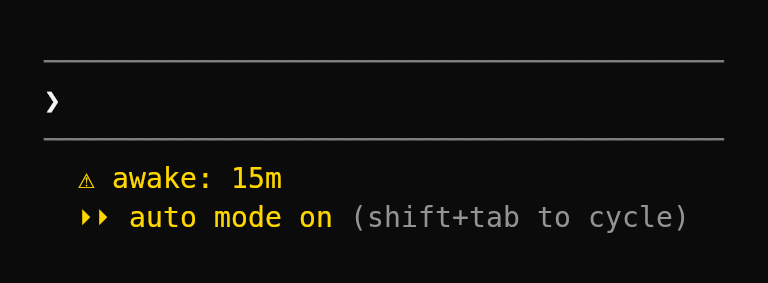 ❯
⚠ awake: 15m
⏵⏵ auto mode on (shift+tab to cycle)